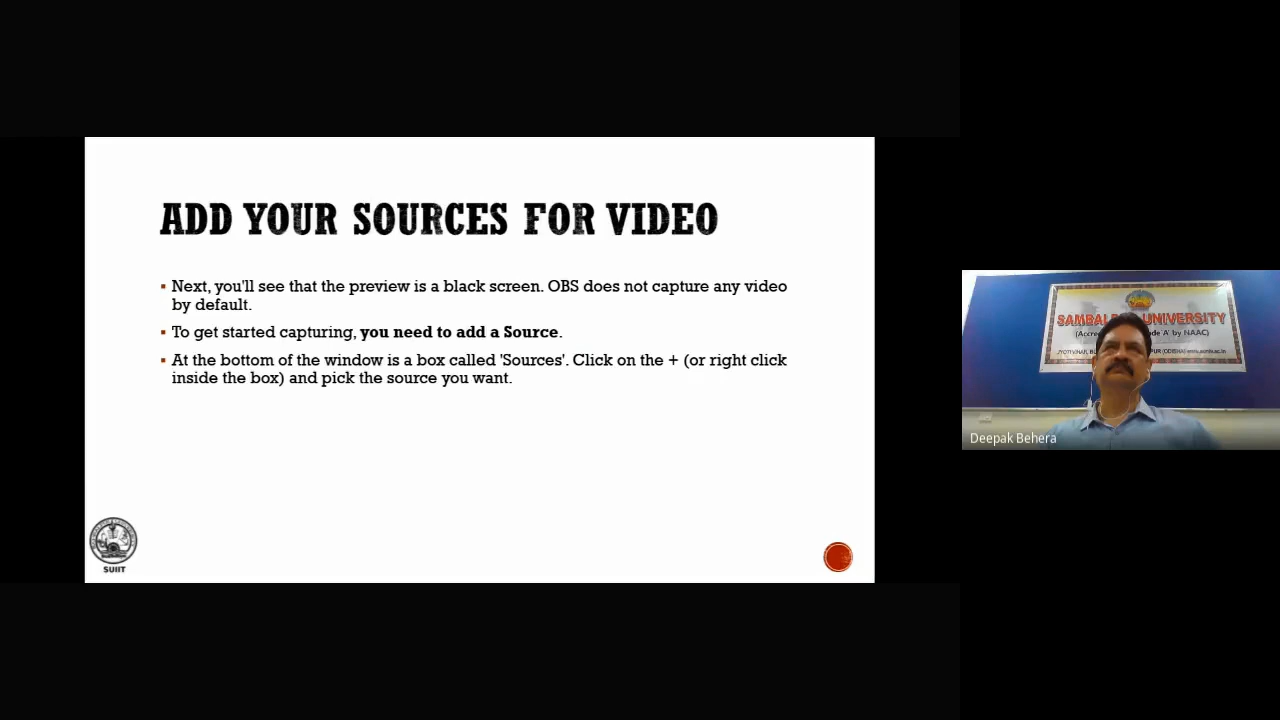 ADD YOUR SOURCES FOR VIDEO
▪ Next, you'll see that the preview is a black screen. OBS does not capture any video
by default.
▪ To get started capturing, you need to add a Source.
▪ At the bottom of the window is a box called 'Sources'. Click on the + (or right click
inside the box) and pick the source you want.
SUIIT
UNIVERSITY
by NAAC)
Deepak Behera